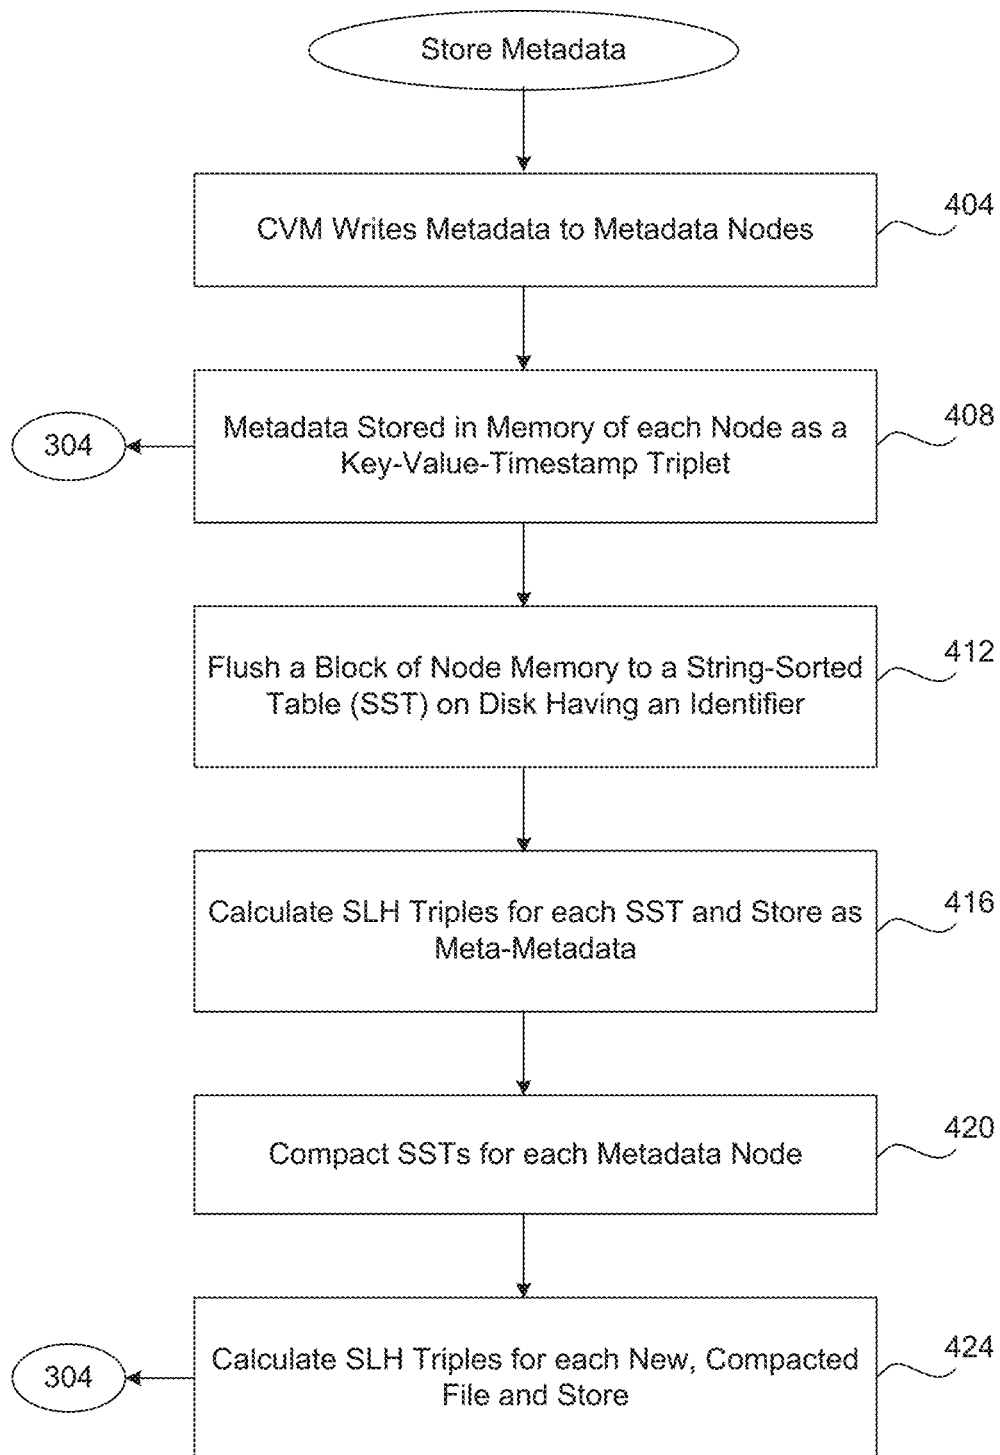 Store Metadata
CVM Writes Metadata to Metadata Nodes
404
304
Metadata Stored in Memory of each Node as a
Key-Value-Timestamp Triplet
408
Flush a Block of Node Memory to a String-Sorted
Table (SST) on Disk Having an Identifier
412
Calculate SLH Triples for each SST and Store as
Meta-Metadata
416
Compact SSTs for each Metadata Node
420
304
Calculate SLH Triples for each New, Compacted
File and Store
424